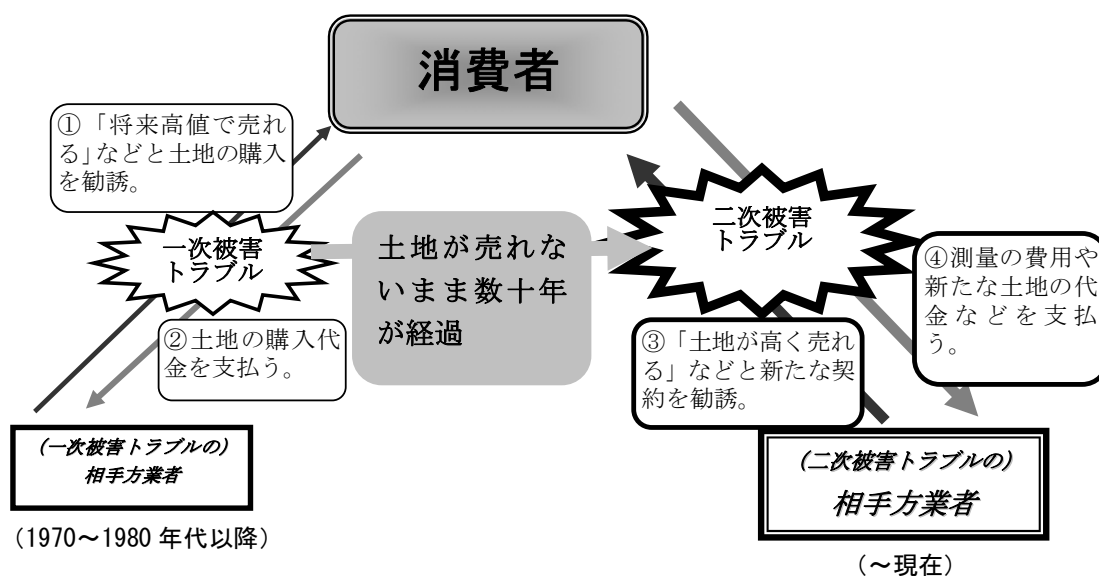 消費者
①「将来高値で売れ
る」などと土地の購入
を勧誘。
一次被害
トラブル
②土地の購入代
金を支払う。
土地が売れな
いまま数十年
が経過
二次被害
トラブル
③「土地が高く売れ
る」などと新たな契
約を勧誘。
④測量の費用や
新たな土地の代
金などを支払
う。
(一次被害トラブルの)
相手方業者
（1970～1980 年代以降）
(二次被害トラブルの)
相手方業者
（～現在）